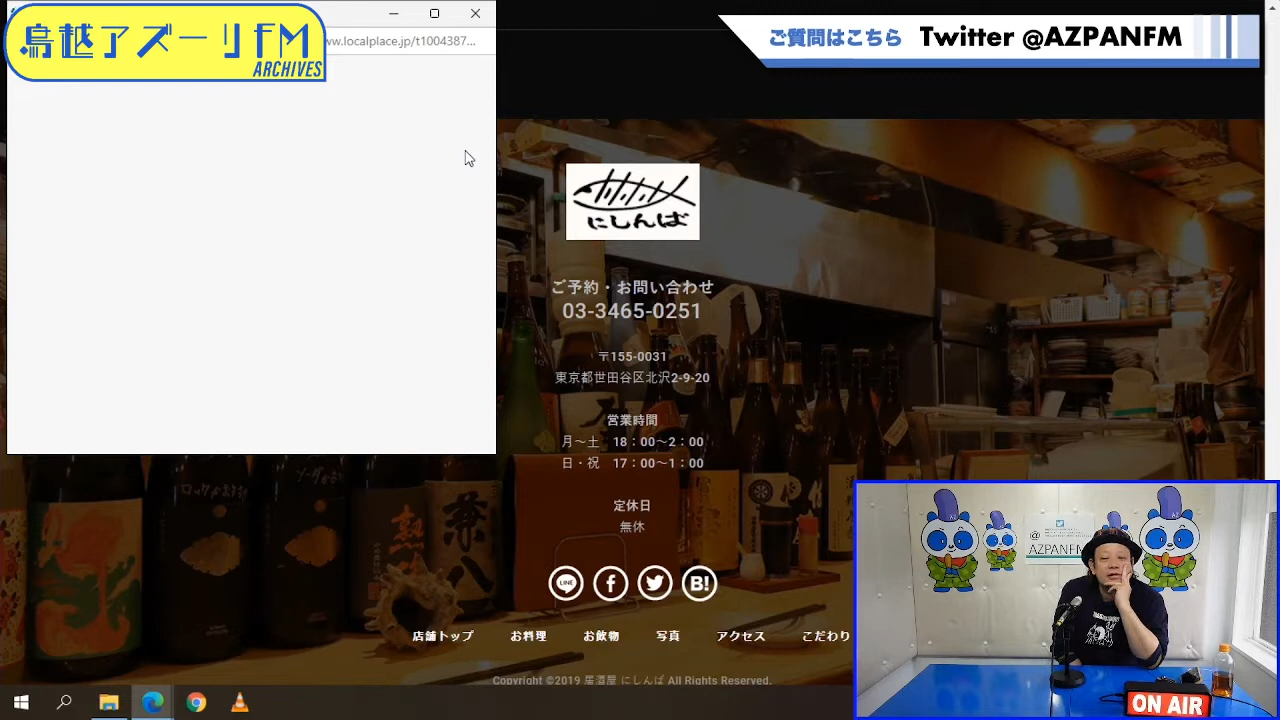 鳥越アズーリFM
ARCHIVES
ww.localplace.jp/t1004387...
ご質問はこちら Twitter @AZPANFM
にしんば
ご予約・お問い合わせ
03-3465-0251
〒155-0031
東京都世田谷区北沢2-9-20
営業時間
月～土 18：00～2：00
日・祝 17：00～1：00
定休日
無休
LINE
B!
店舗トップ お料理 お飲物 写真 アクセス こだわり
Copyright ©2019 居酒屋 にしんば All Rights Reserved.
@
AZPANFM
ON AIR